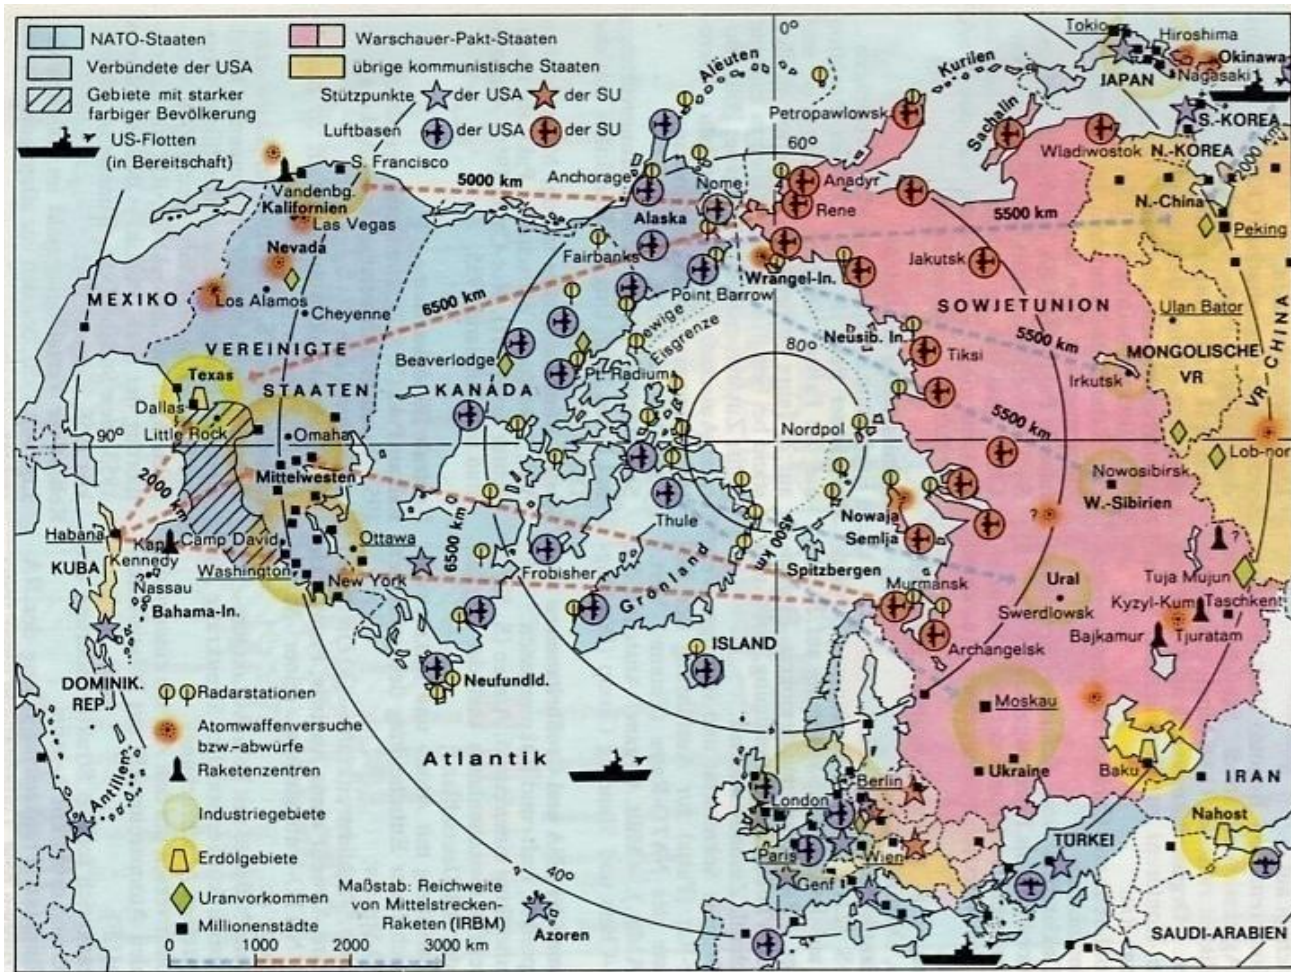 NATO-Staaten
Warschauer-Pakt-Staaten
Verbündete der USA
übrige kommunistische Staaten
Gebiete mit starker
farbiger Bevölkerung
Stützpunkte
der USA
der SU
Luftbasen
der USA
der SU
US-Flotten
(in Bereitschaft)
0°
Tokio
Hiroshima
Okinawa
Nagasaki
JAPAN
S.-KOREA
N.-KOREA
2000 km
Alëuten
Kurilen
Sachalin
Petropawlowsk
Wladiwostok
60°
S. Francisco
Vandenbg.
Kalifornien
Las Vegas
Nevada
5000 km
Anchorage
Nome
Alaska
Anadyr
Rene
5500 km
N.-China
Peking
Fairbanks
Point Barrow
Wrangel-In.
Jakutsk
MEXIKO
Los Alamos
Cheyenne
6500 km
ewige
Eisgrenze
SOWJETUNION
Ulan Bator
VEREINIGTE
STAATEN
Beaverlodge
Pt. Radium
KANADA
80°
Neusib. In.
Tiksi
5500 km
Irkutsk
MONGOLISCHE
VR
VR CHINA
Texas
Dallas
Little Rock
Omaha
90°
Nordpol
5500 km
Nowosibirsk
W.-Sibirien
Lob-nor
Mittelwesten
2000 km
Habana
KUBA
Kap
Kennedy
Camp David
Washington
Ottawa
New York
Nassau
Bahama-In.
6500 km
Frobisher
Thule
Grönland
4500 km
Spitzbergen
Nowaja
Semlja
?
?
Murmansk
Archangelsk
Ural
Swerdlowsk
Tuja Mujun
Kyzyl-Kum
Taschkent
Bajkamur
Tjuratam
ISLAND
Neufundld.
DOMINIK.
REP.
Antillen
Radarstationen
Atomwaffenversuche
bzw.-abwürfe
Raketenzentren
Industriegebiete
Erdölgebiete
Uranvorkommen
Millionenstädte
Atlantik
Moskau
Ukraine
Baku
IRAN
Nahost
Berlin
London
Paris
Wien
Genf
TÜRKEI
SAUDI-ARABIEN
40°
Azoren
Maßstab: Reichweite
von Mittelstrecken-
Raketen (IRBM)
0
1000
2000
3000 km